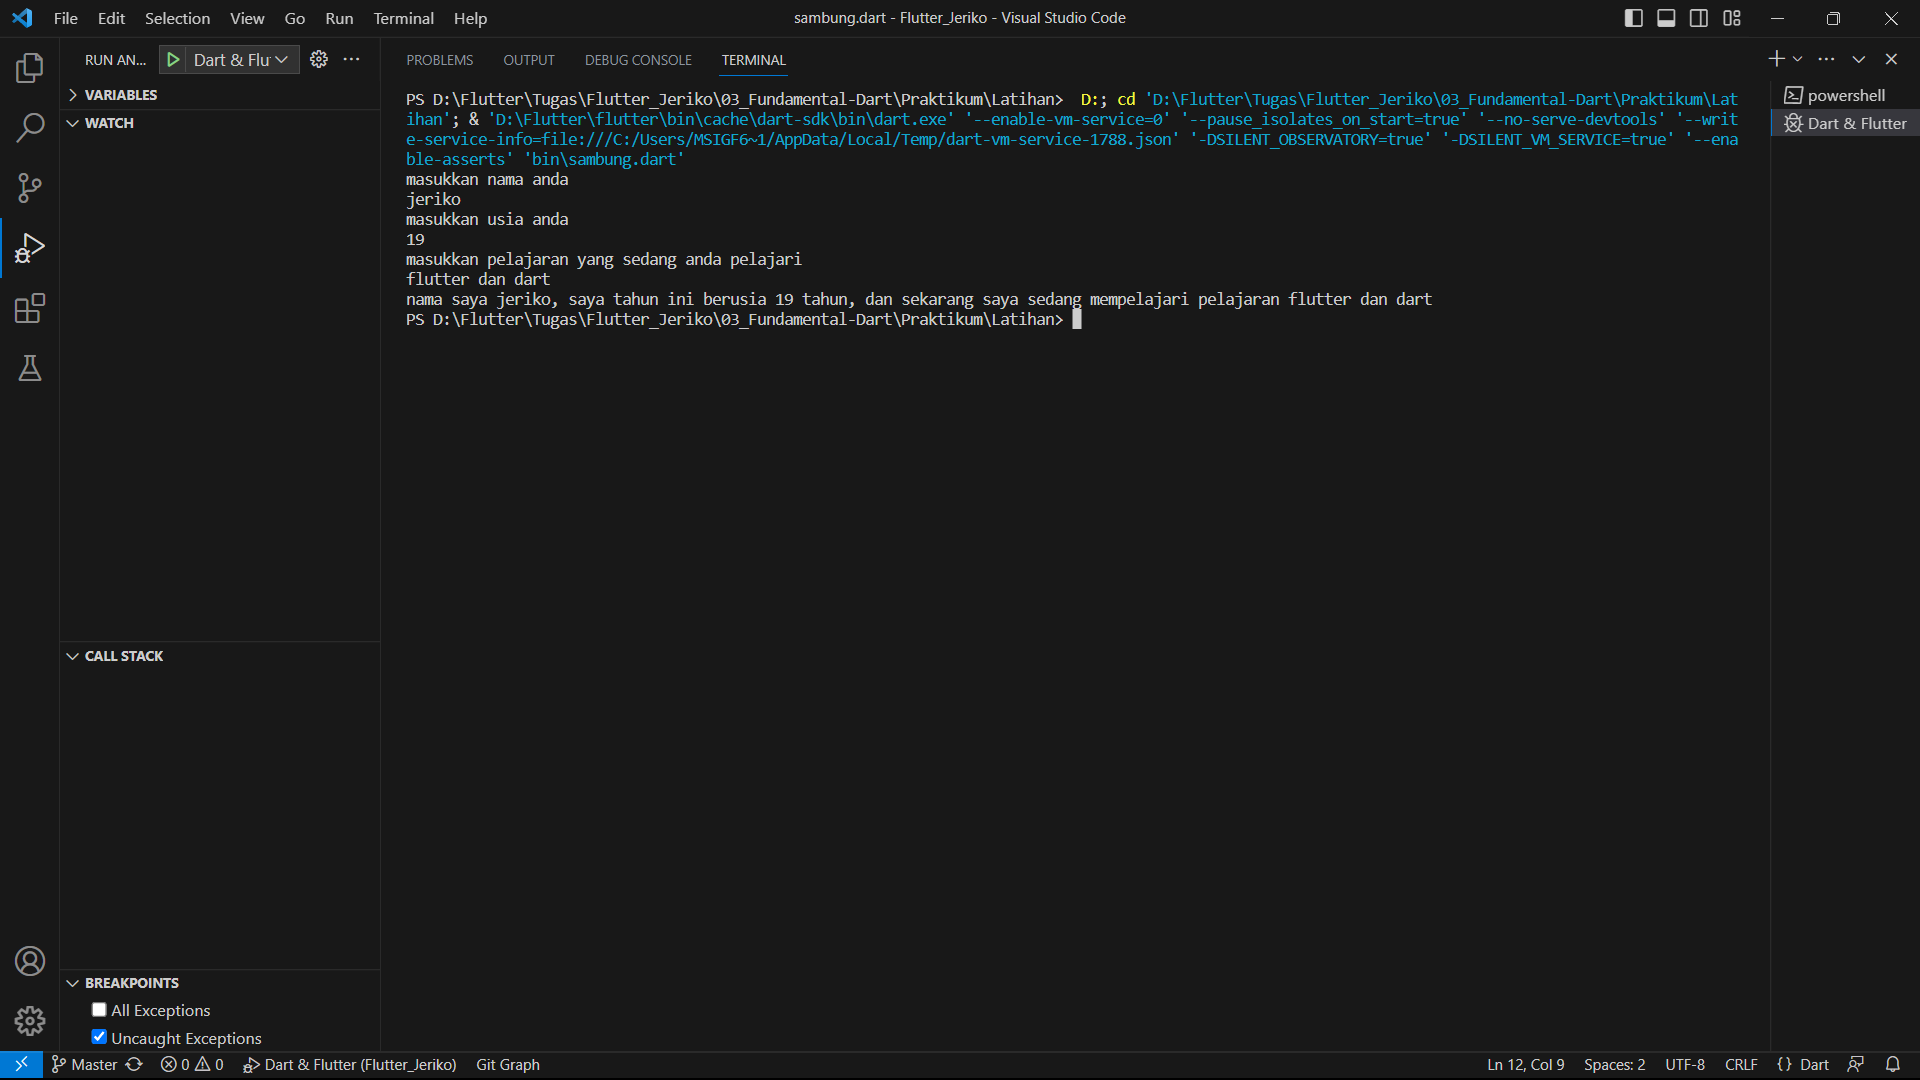 File Edit Selection View Go Run Terminal Help
sambung.dart - Flutter_Jeriko - Visual Studio Code
RUN AN... Dart & Flu
VARIABLES
WATCH
CALL STACK
BREAKPOINTS
All Exceptions
Uncaught Exceptions
PROBLEMS OUTPUT DEBUG CONSOLE TERMINAL
PS D:\Flutter\Tugas\Flutter_Jeriko\03_Fundamental-Dart\Praktikum\Latihan>  D:; cd 'D:\Flutter\Tugas\Flutter_Jeriko\03_Fundamental-Dart\Praktikum\Lat
ihan'; & 'D:\Flutter\flutter\bin\cache\dart-sdk\bin\dart.exe' '--enable-vm-service=0' '--pause_isolates_on_start=true' '--no-serve-devtools' '--writ
e-service-info=file:///C:/Users/MSIGF6~1/AppData/Local/Temp/dart-vm-service-1788.json' '-DSILENT_OBSERVATORY=true' '-DSILENT_VM_SERVICE=true' '--ena
ble-asserts' 'bin\sambung.dart'
masukkan nama anda
jeriko
masukkan usia anda
19
masukkan pelajaran yang sedang anda pelajari
flutter dan dart
nama saya jeriko, saya tahun ini berusia 19 tahun, dan sekarang saya sedang mempelajari pelajaran flutter dan dart
PS D:\Flutter\Tugas\Flutter_Jeriko\03_Fundamental-Dart\Praktikum\Latihan>
powershell
Dart & Flutter
Master 0 0 Dart & Flutter (Flutter_Jeriko) Git Graph
Ln 12, Col 9 Spaces: 2 UTF-8 CRLF {} Dart